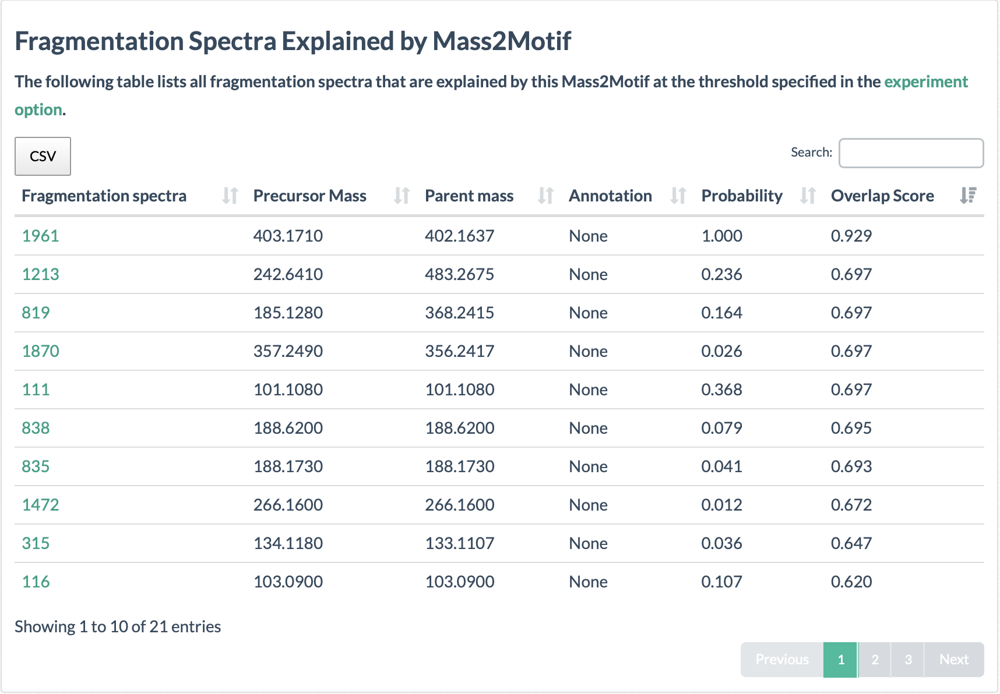 Fragmentation Spectra Explained by Mass2Motif
The following table lists all fragmentation spectra that are explained by this Mass2Motif at the threshold specified in the experiment
option.
CSV Search:
Fragmentation spectra Precursor Mass Parent mass Annotation Probability Overlap Score
1961 403.1710 402.1637 None 1.000 0.929
1213 242.6410 483.2675 None 0.236 0.697
819 185.1280 368.2415 None 0.164 0.697
1870 357.2490 356.2417 None 0.026 0.697
111 101.1080 101.1080 None 0.368 0.697
838 188.6200 188.6200 None 0.079 0.695
835 188.1730 188.1730 None 0.041 0.693
1472 266.1600 266.1600 None 0.012 0.672
315 134.1180 133.1107 None 0.036 0.647
116 103.0900 103.0900 None 0.107 0.620
Showing 1 to 10 of 21 entries
Previous 1 2 3 Next